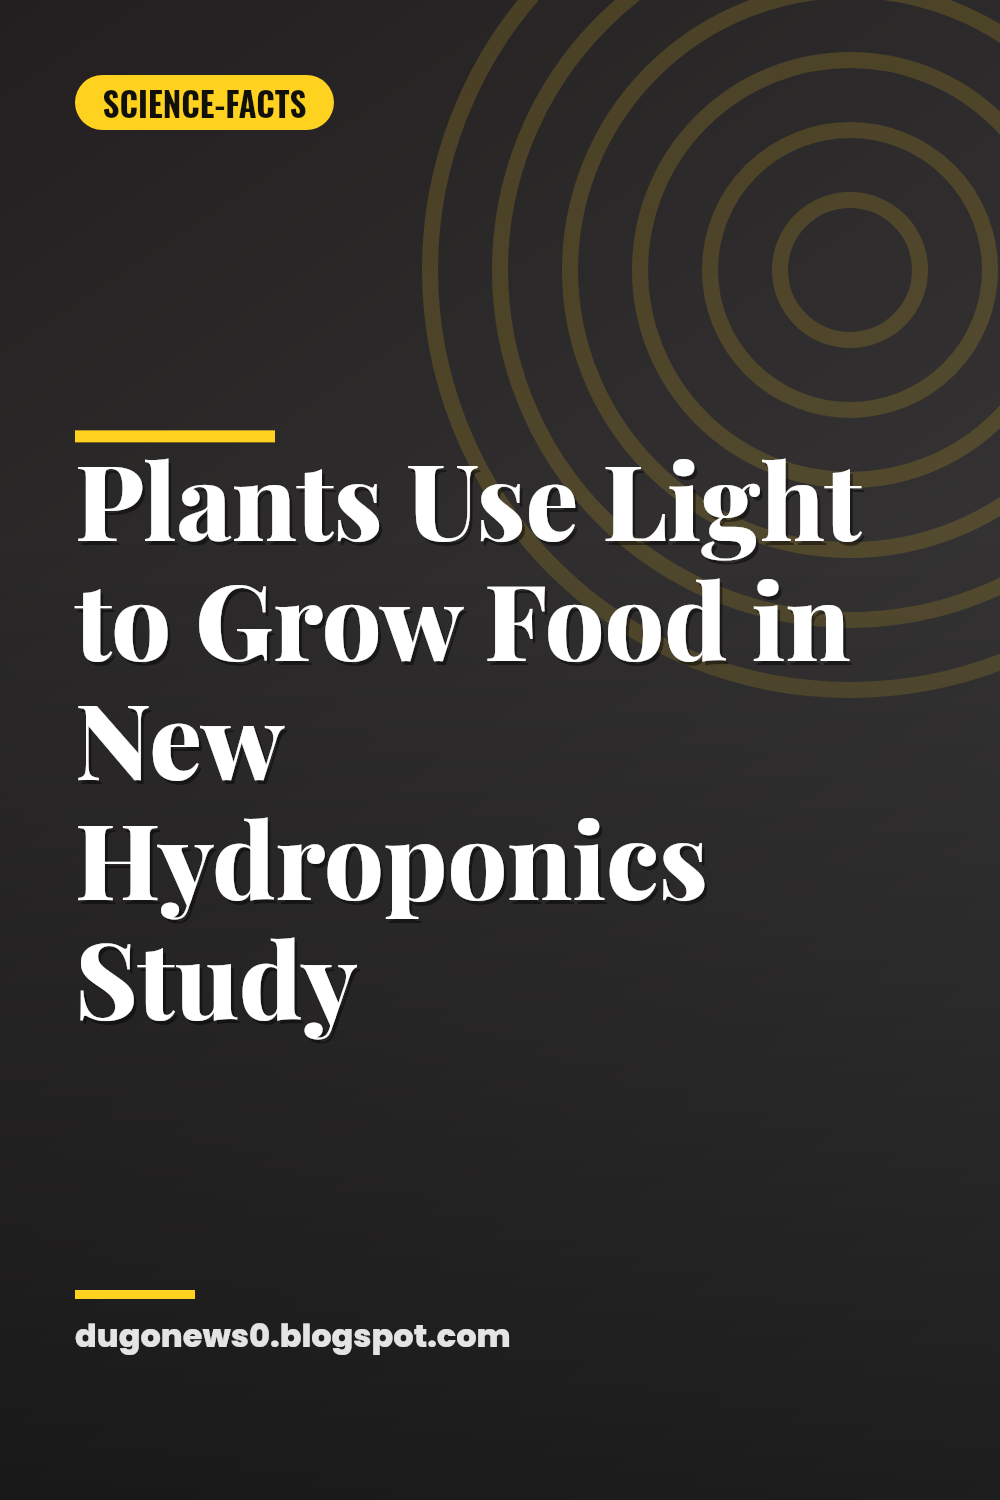 SCIENCE-FACTS
Plants Use Light
to Grow Food in
New
Hydroponics
Study
dugonews0.blogspot.com